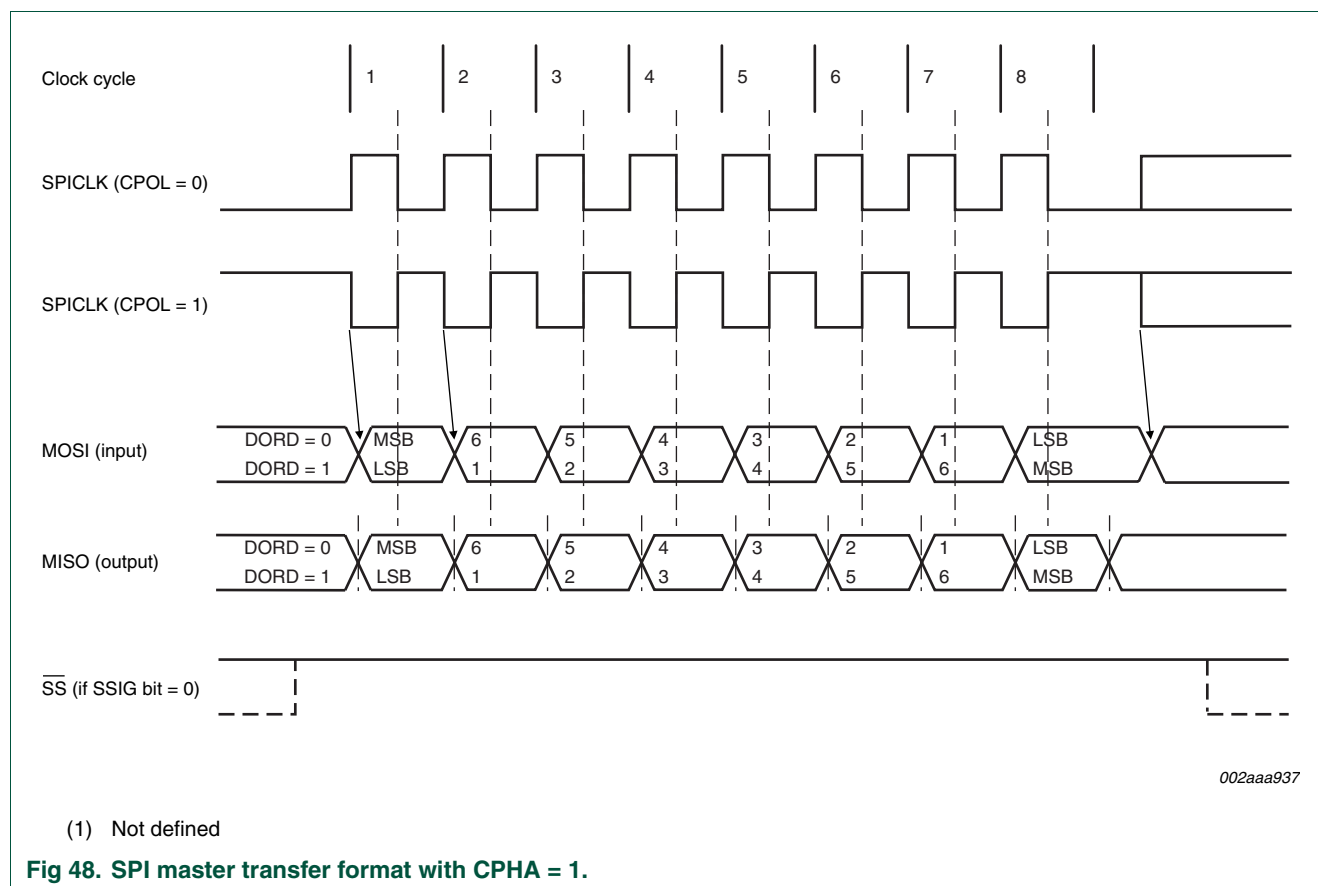 Clock cycle 1 2 3 4 5 6 7 8
SPICLK (CPOL = 0)
SPICLK (CPOL = 1)
DORD = 0 MSB 6 5 4 3 2 1 LSB
MOSI (input)
DORD = 1 LSB 1 2 3 4 5 6 MSB
DORD = 0 MSB 6 5 4 3 2 1 LSB
MISO (output)
DORD = 1 LSB 1 2 3 4 5 6 MSB
S̅S̅ (if SSIG bit = 0)
002aaa937
(1) Not defined
Fig 48. SPI master transfer format with CPHA = 1.